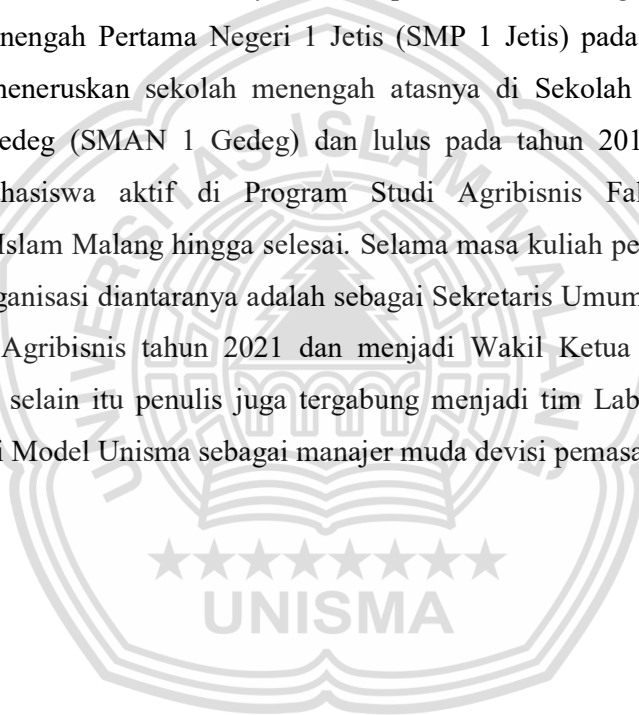 nengah Pertama Negeri 1 Jetis (SMP 1 Jetis) pada
neneruskan sekolah menengah atasnya di Sekolah
edeg (SMAN 1 Gedeg) dan lulus pada tahun 201
hasiswa aktif di Program Studi Agribisnis Fal
Islam Malang hingga selesai. Selama masa kuliah pe
ganisasi diantaranya adalah sebagai Sekretaris Umum
Agribisnis tahun 2021 dan menjadi Wakil Ketua
selain itu penulis juga tergabung menjadi tim Lab
i Model Unisma sebagai manajer muda devisi pemasa
UNIVERSITAS ISLAM MALANG
UNISMA